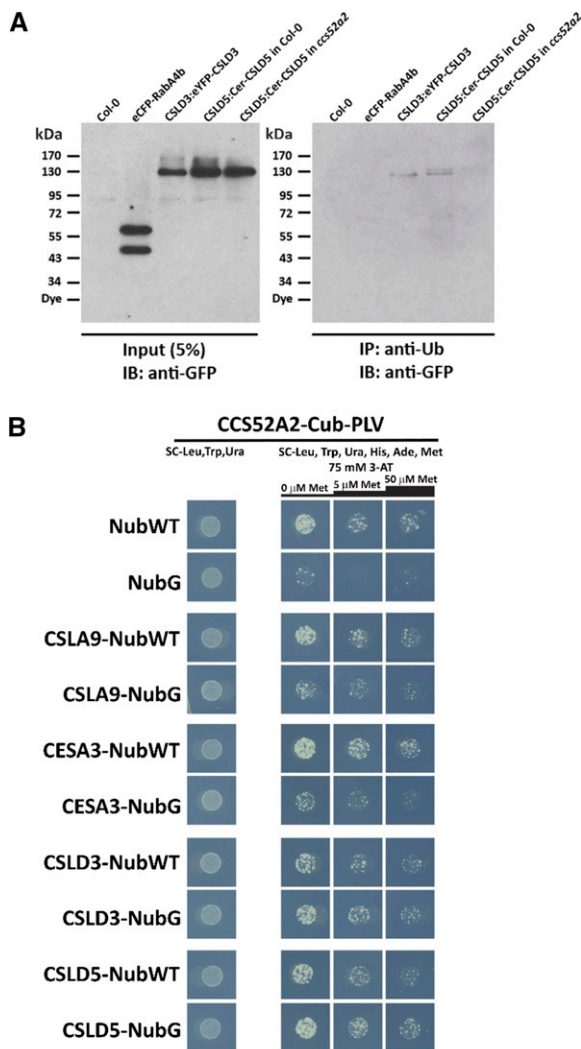 A
Col-0
eCFP-RabA4b
CSLD3:eYFP-CSLD3
CSLD5:Cer-CSLD5 in Col-0
CSLD5:Cer-CSLD5 in ccs52a2
Col-0
eCFP-RabA4b
CSLD3:eYFP-CSLD3
CSLD5:Cer-CSLD5 in Col-0
CSLD5:Cer-CSLD5 in ccs52a2
kDa
170
130
95
72
55
43
34
Dye
kDa
170
130
95
72
55
43
34
Dye
Input (5%)
IB: anti-GFP
IP: anti-Ub
IB: anti-GFP
B
CCS52A2-Cub-PLV
SC-Leu,Trp,Ura
SC-Leu, Trp, Ura, His, Ade, Met
75 mM 3-AT
0 μM Met
5 μM Met
50 μM Met
NubWT
NubG
CSLA9-NubWT
CSLA9-NubG
CESA3-NubWT
CESA3-NubG
CSLD3-NubWT
CSLD3-NubG
CSLD5-NubWT
CSLD5-NubG